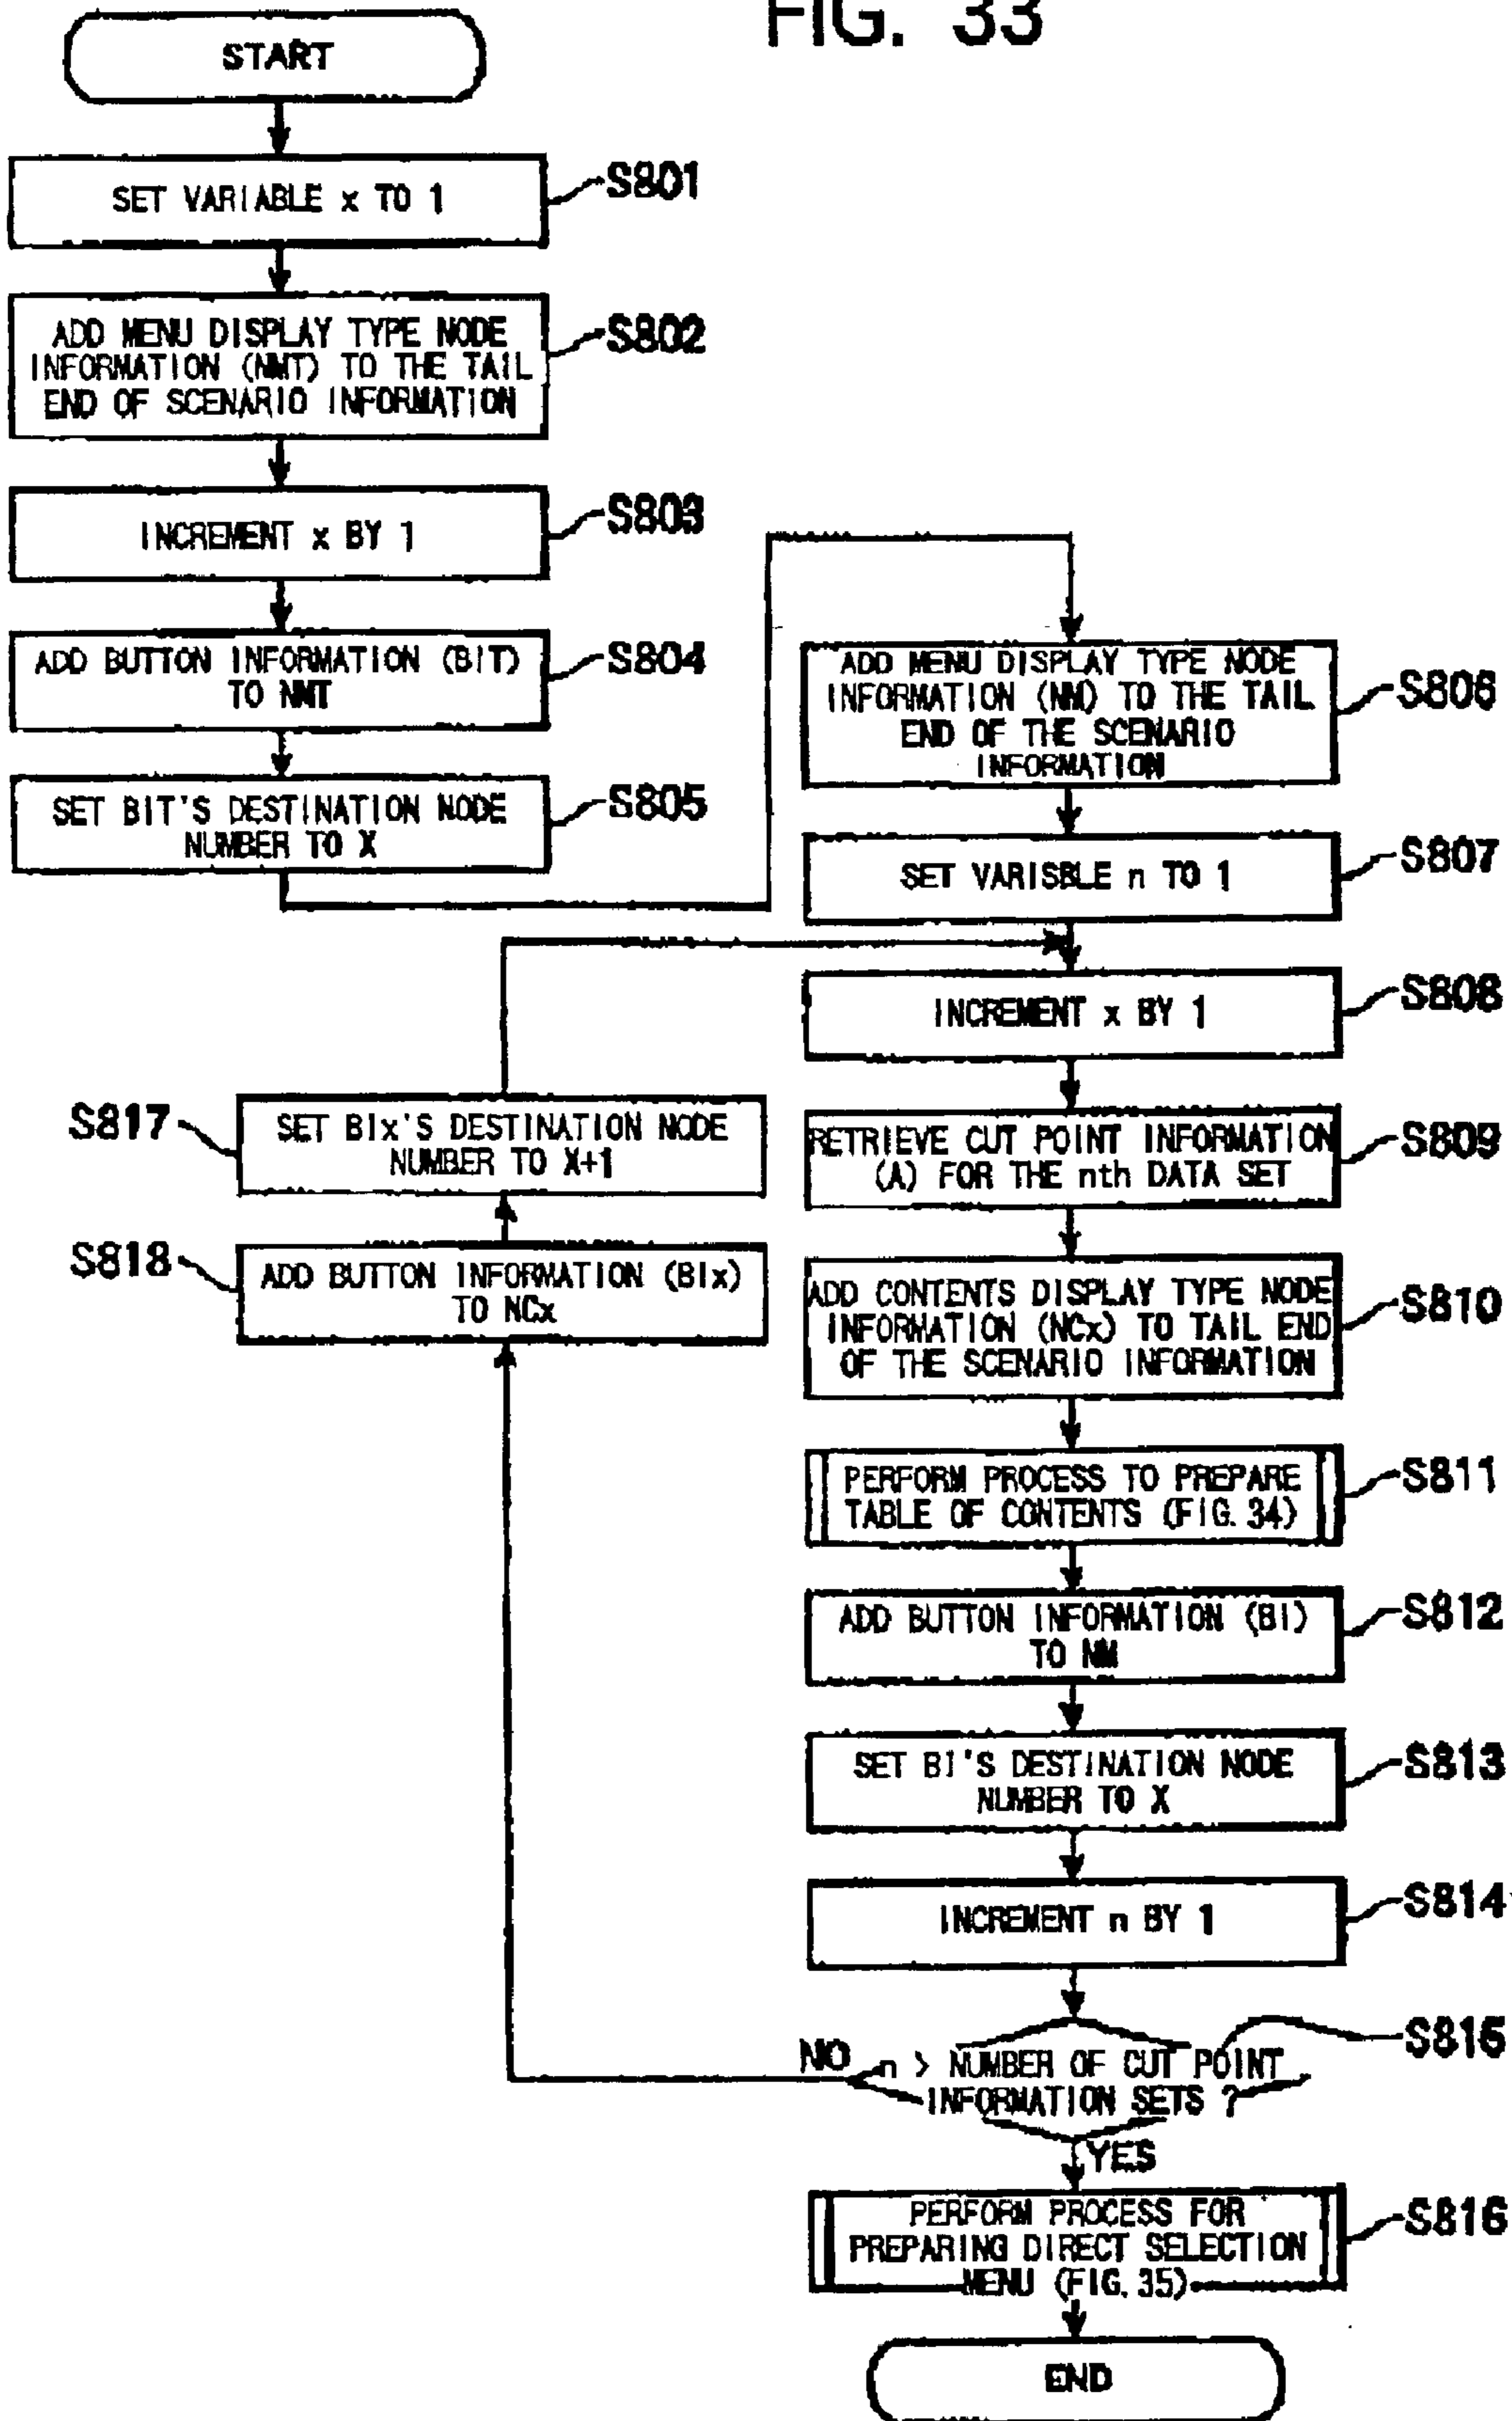 FIG. 33
START
SET VARIABLE x TO 1
S801
ADD MENU DISPLAY TYPE NODE
INFORMATION (NMT) TO THE TAIL
END OF SCENARIO INFORMATION
S802
INCREMENT x BY 1
S803
ADD BUTTON INFORMATION (BIT)
TO NMT
S804
SET BIT'S DESTINATION NODE
NUMBER TO X
S805
ADD MENU DISPLAY TYPE NODE
INFORMATION (NM) TO THE TAIL
END OF THE SCENARIO
INFORMATION
S806
SET VARISBLE n TO 1
S807
INCREMENT x BY 1
S808
RETRIEVE CUT POINT INFORMATION
(A) FOR THE nth DATA SET
S809
ADD CONTENTS DISPLAY TYPE NODE
INFORMATION (NCx) TO TAIL END
OF THE SCENARIO INFORMATION
S810
PERFORM PROCESS TO PREPARE
TABLE OF CONTENTS (FIG. 34)
S811
ADD BUTTON INFORMATION (BI)
TO NM
S812
SET BI'S DESTINATION NODE
NUMBER TO X
S813
INCREMENT n BY 1
S814
n > NUMBER OF CUT POINT
INFORMATION SETS ?
S815
NO
YES
PERFORM PROCESS FOR
PREPARING DIRECT SELECTION
MENU (FIG. 35)
S816
END
S817
SET BIx'S DESTINATION NODE
NUMBER TO X+1
S818
ADD BUTTON INFORMATION (BIx)
TO NCx